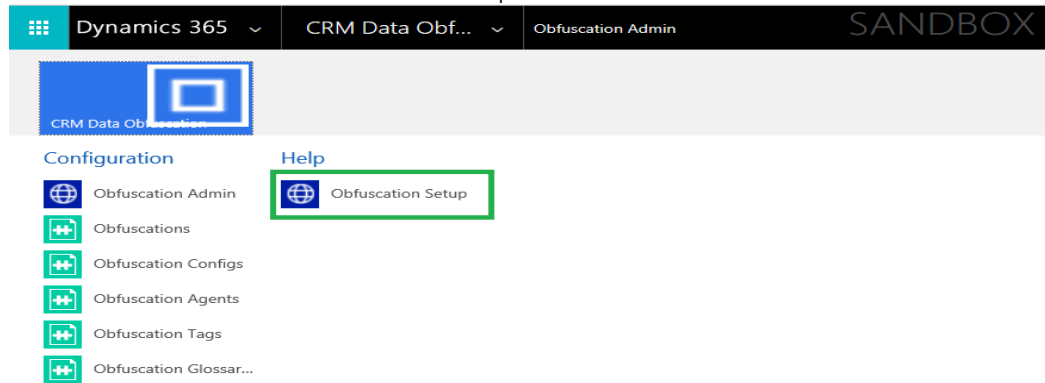 Dynamics 365
CRM Data Obf...
Obfuscation Admin
SANDBOX
CRM Data Obfuscation
Configuration
Help
Obfuscation Admin
Obfuscation Setup
Obfuscations
Obfuscation Configs
Obfuscation Agents
Obfuscation Tags
Obfuscation Glossar...